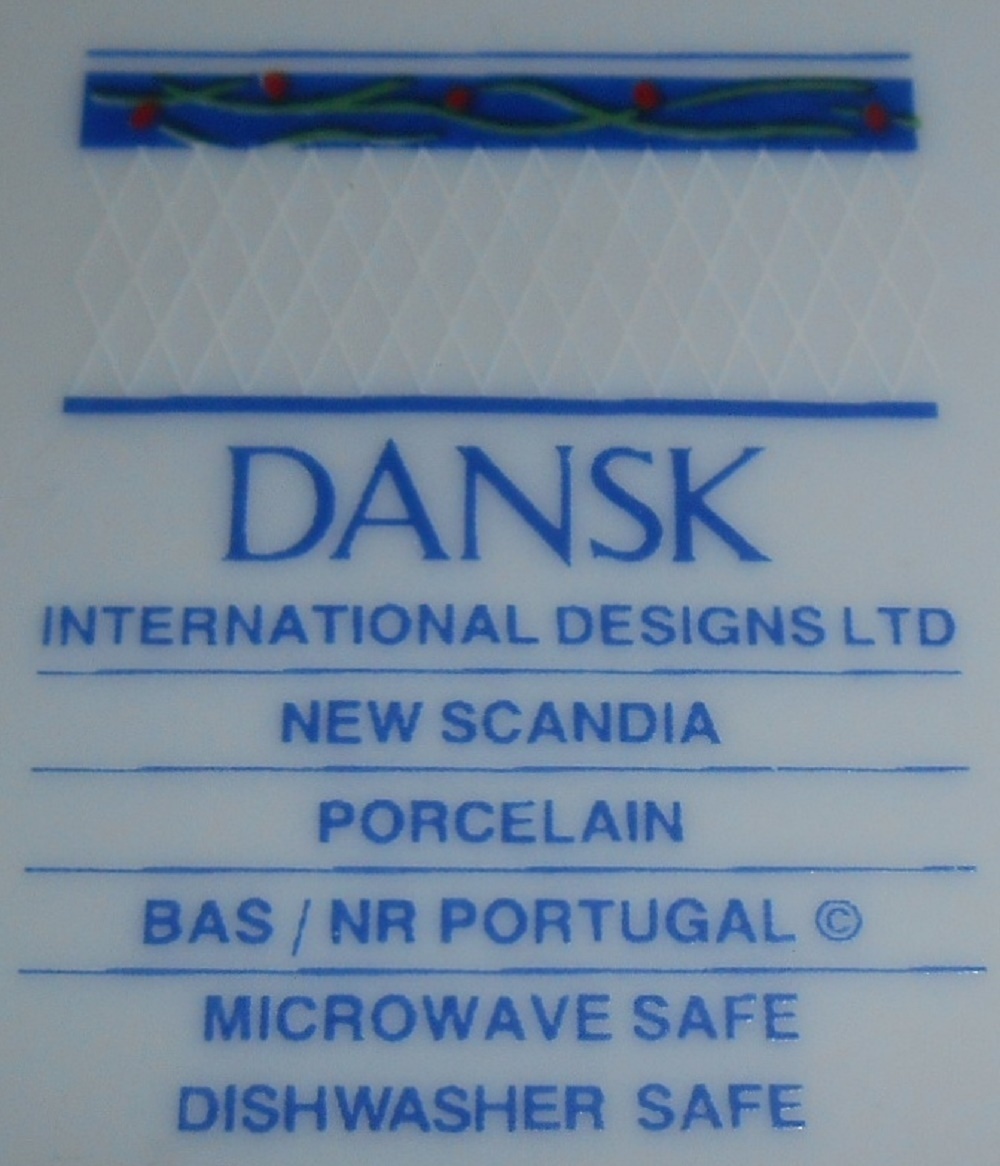 DANSK
INTERNATIONAL DESIGNS LTD
NEW SCANDIA
PORCELAIN
BAS / NR PORTUGAL ©
MICROWAVE SAFE
DISHWASHER SAFE